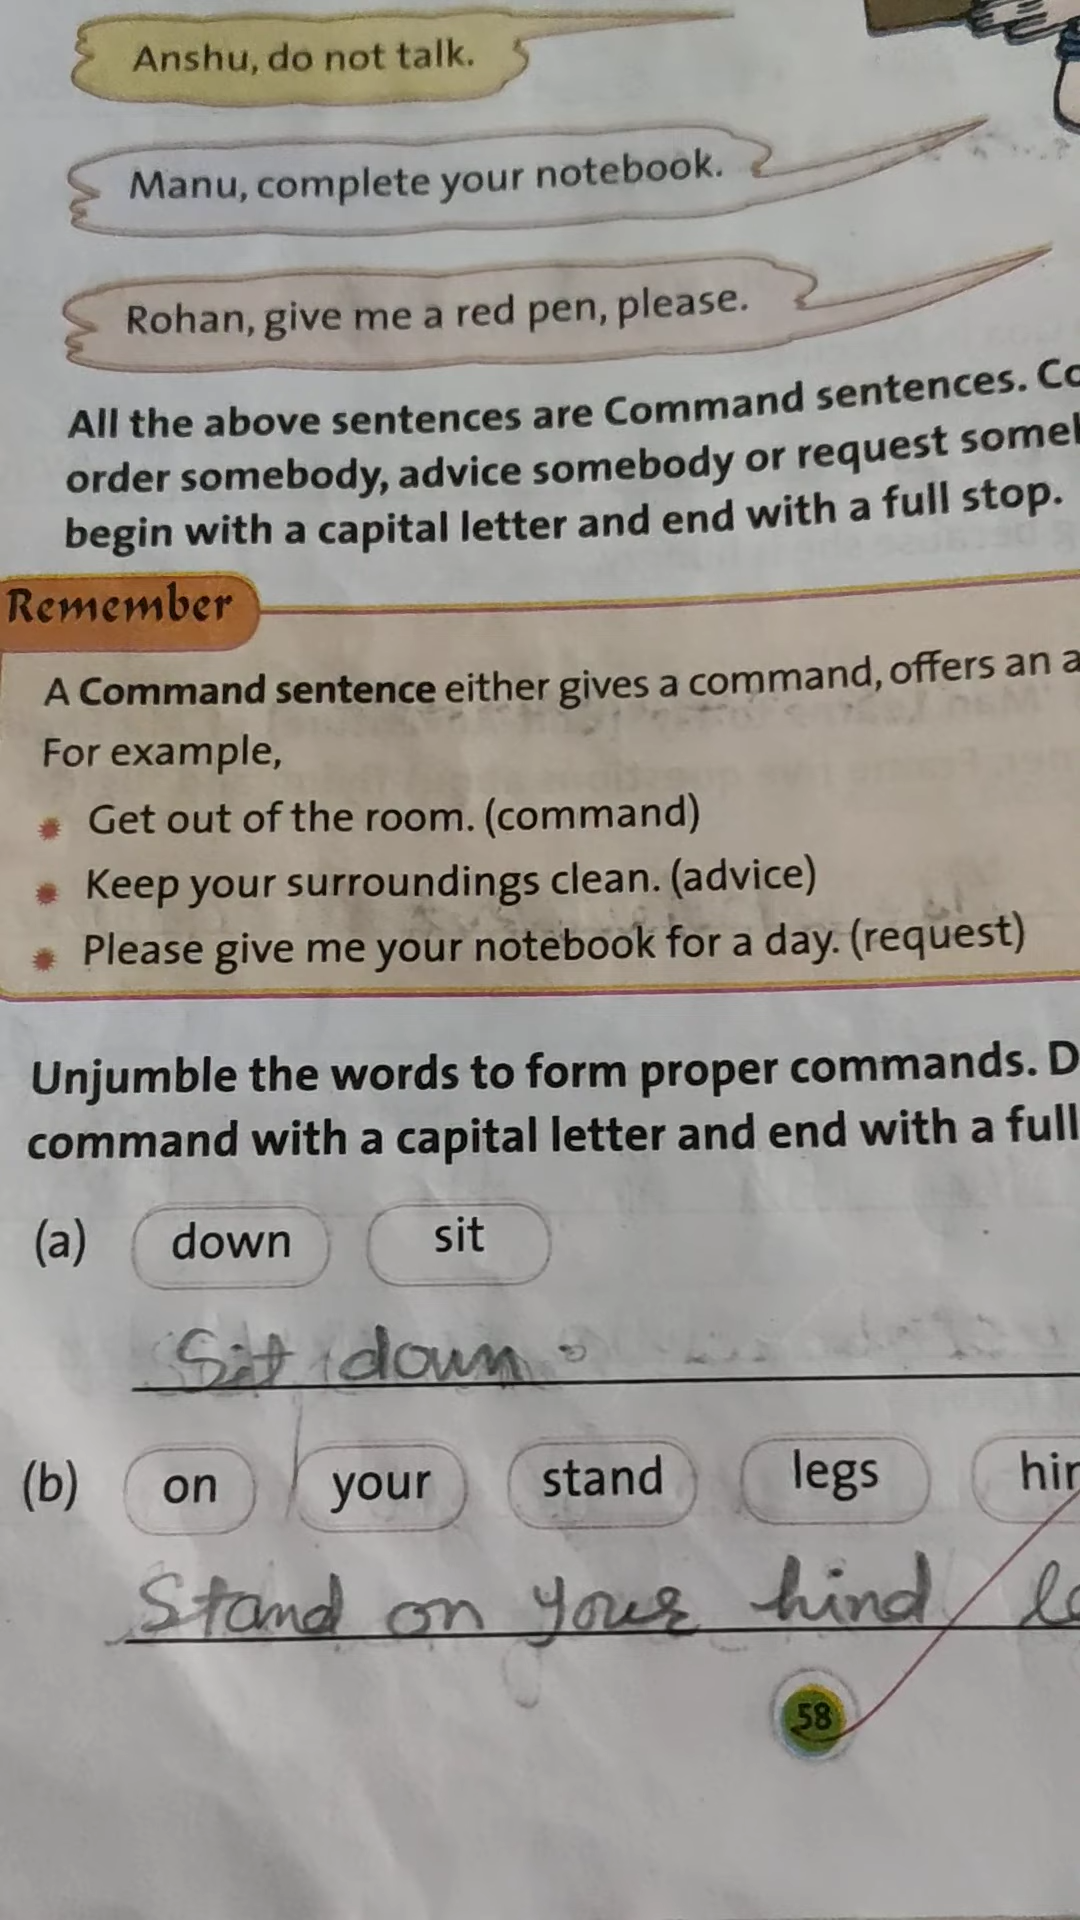 Anshu, do not talk.
Manu, complete your notebook.
Rohan, give me a red pen, please.
All the above sentences are Command sentences.
order somebody, advice somebody or request
begin with a capital letter and end with a full stop.
Remember
A Command sentence either gives a command, offers an
For example,
Get out of the room. (command)
Keep your surroundings clean. (advice)
Please give me your notebook for a day. (request)
Unjumble the words to form proper commands.
command with a capital letter and end with a full
(a) down sit
Sit down.
(b) on your stand legs
Stand on your hind
58